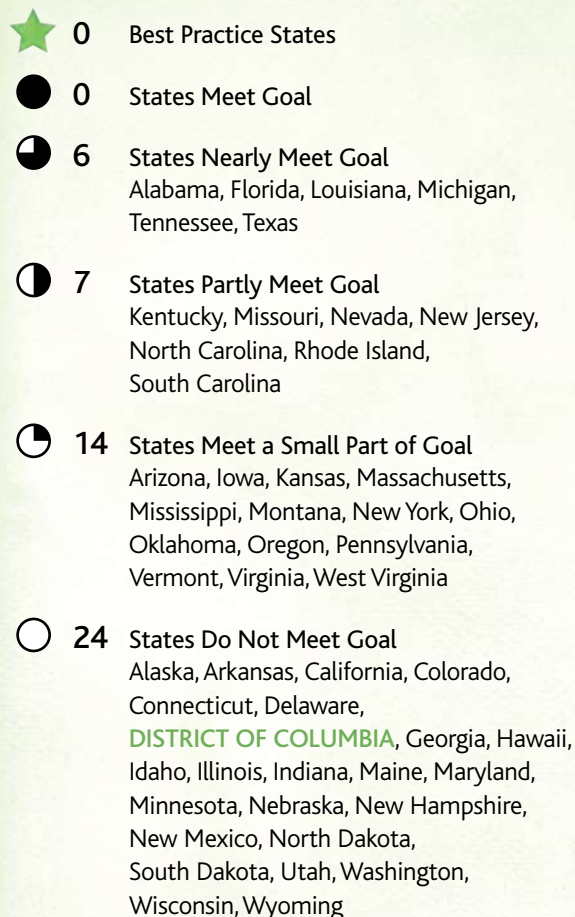 0 Best Practice States
0 States Meet Goal
6 States Nearly Meet Goal
Alabama, Florida, Louisiana, Michigan,
Tennessee, Texas
7 States Partly Meet Goal
Kentucky, Missouri, Nevada, New Jersey,
North Carolina, Rhode Island,
South Carolina
14 States Meet a Small Part of Goal
Arizona, Iowa, Kansas, Massachusetts,
Mississippi, Montana, New York, Ohio,
Oklahoma, Oregon, Pennsylvania,
Vermont, Virginia, West Virginia
24 States Do Not Meet Goal
Alaska, Arkansas, California, Colorado,
Connecticut, Delaware,
DISTRICT OF COLUMBIA, Georgia, Hawaii,
Idaho, Illinois, Indiana, Maine, Maryland,
Minnesota, Nebraska, New Hampshire,
New Mexico, North Dakota,
South Dakota, Utah, Washington,
Wisconsin, Wyoming